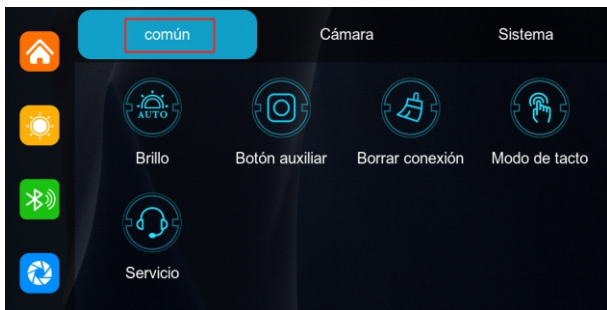 común
Cámara
Sistema
AUTO
Brillo
Botón auxiliar
Borrar conexión
Modo de tacto
Servicio